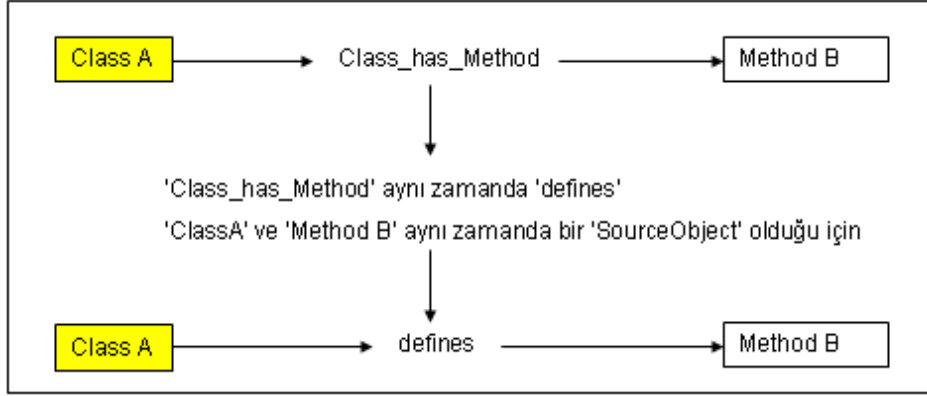 Class A Class_has_Method Method B
'Class_has_Method' aynı zamanda 'defines'
'ClassA' ve 'Method B' aynı zamanda bir 'SourceObject' olduğu için
Class A defines Method B